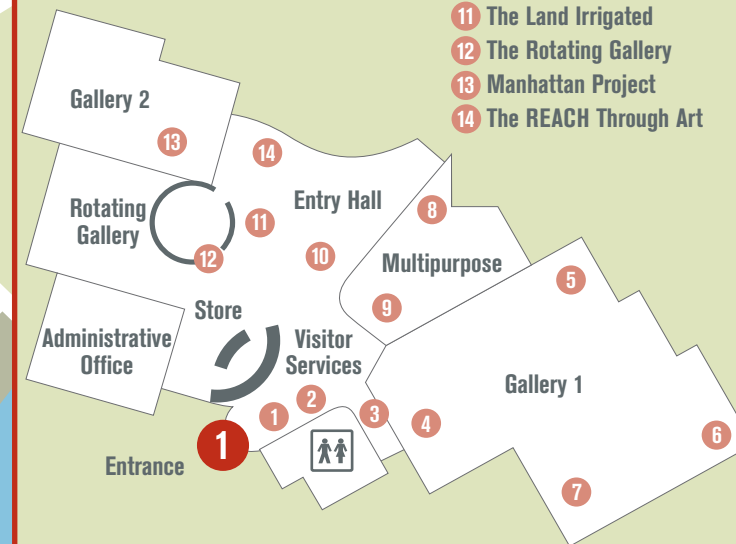 11 The Land Irrigated
12 The Rotating Gallery
13 Manhattan Project
14 The REACH Through Art
Gallery 2
13
14
Rotating
Gallery
12
11
Entry Hall
10
8
Multipurpose
9
5
Store
Administrative
Office
Visitor
Services
Gallery 1
1
2
3
4
6
7
1
Entrance